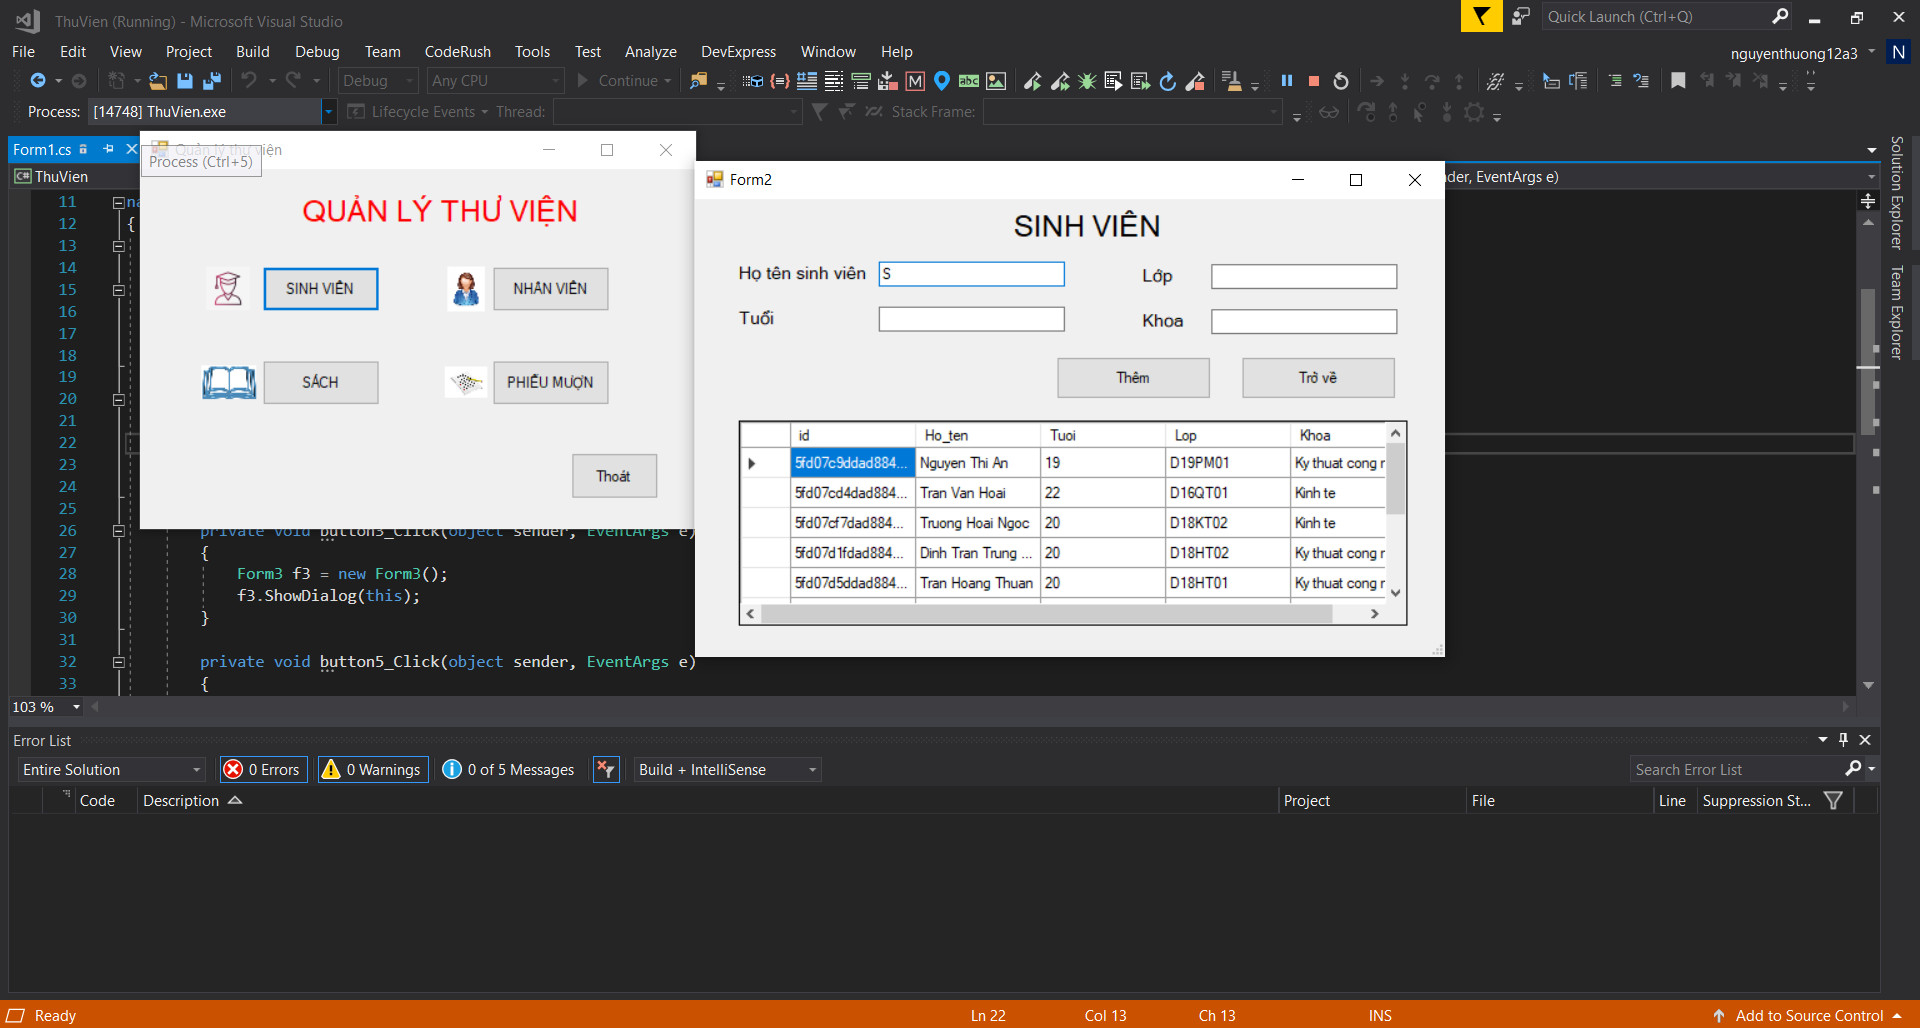 ThuVien (Running) - Microsoft Visual Studio
Quick Launch (Ctrl+Q)
File Edit View Project Build Debug Team CodeRush Tools Test Analyze DevExpress Window Help
nguyenthuong12a3 N
Debug Any CPU Continue
Process: [14748] ThuVien.exe Lifecycle Events Thread: Stack Frame:
Form1.cs
Process (Ctrl+5)
ThuVien
Quản lý thư viện
QUẢN LÝ THƯ VIỆN
SINH VIÊN NHÂN VIÊN
SÁCH PHIẾU MƯỢN
Thoát
Form2
SINH VIÊN
Họ tên sinh viên S Lớp
Tuổi Khoa
Thêm Trở về
id Ho_ten Tuoi Lop Khoa
5fd07c9ddad884... Nguyen Thi An 19 D19PM01 Ky thuat cong r
5fd07cd4dad884... Tran Van Hoai 22 D16QT01 Kinh te
5fd07cf7dad884... Truong Hoai Ngoc 20 D18KT02 Kinh te
5fd07d1fdad884... Dinh Tran Trung ... 20 D18HT02 Ky thuat cong r
5fd07d5ddad884... Tran Hoang Thuan 20 D18HT01 Ky thuat cong r
der, EventArgs e)
Solution Explorer
Team Explorer
11 na
12 {
13
14
15
16
17
18
19
20
21
22
23
24
25
26 private void button3_Click(object sender, EventArgs e)
27 {
28 Form3 f3 = new Form3();
29 f3.ShowDialog(this);
30 }
31
32 private void button5_Click(object sender, EventArgs e)
33 {
103 %
Error List
Entire Solution 0 Errors 0 Warnings 0 of 5 Messages Build + IntelliSense Search Error List
Code Description Project File Line Suppression St...
Ready Ln 22 Col 13 Ch 13 INS Add to Source Control